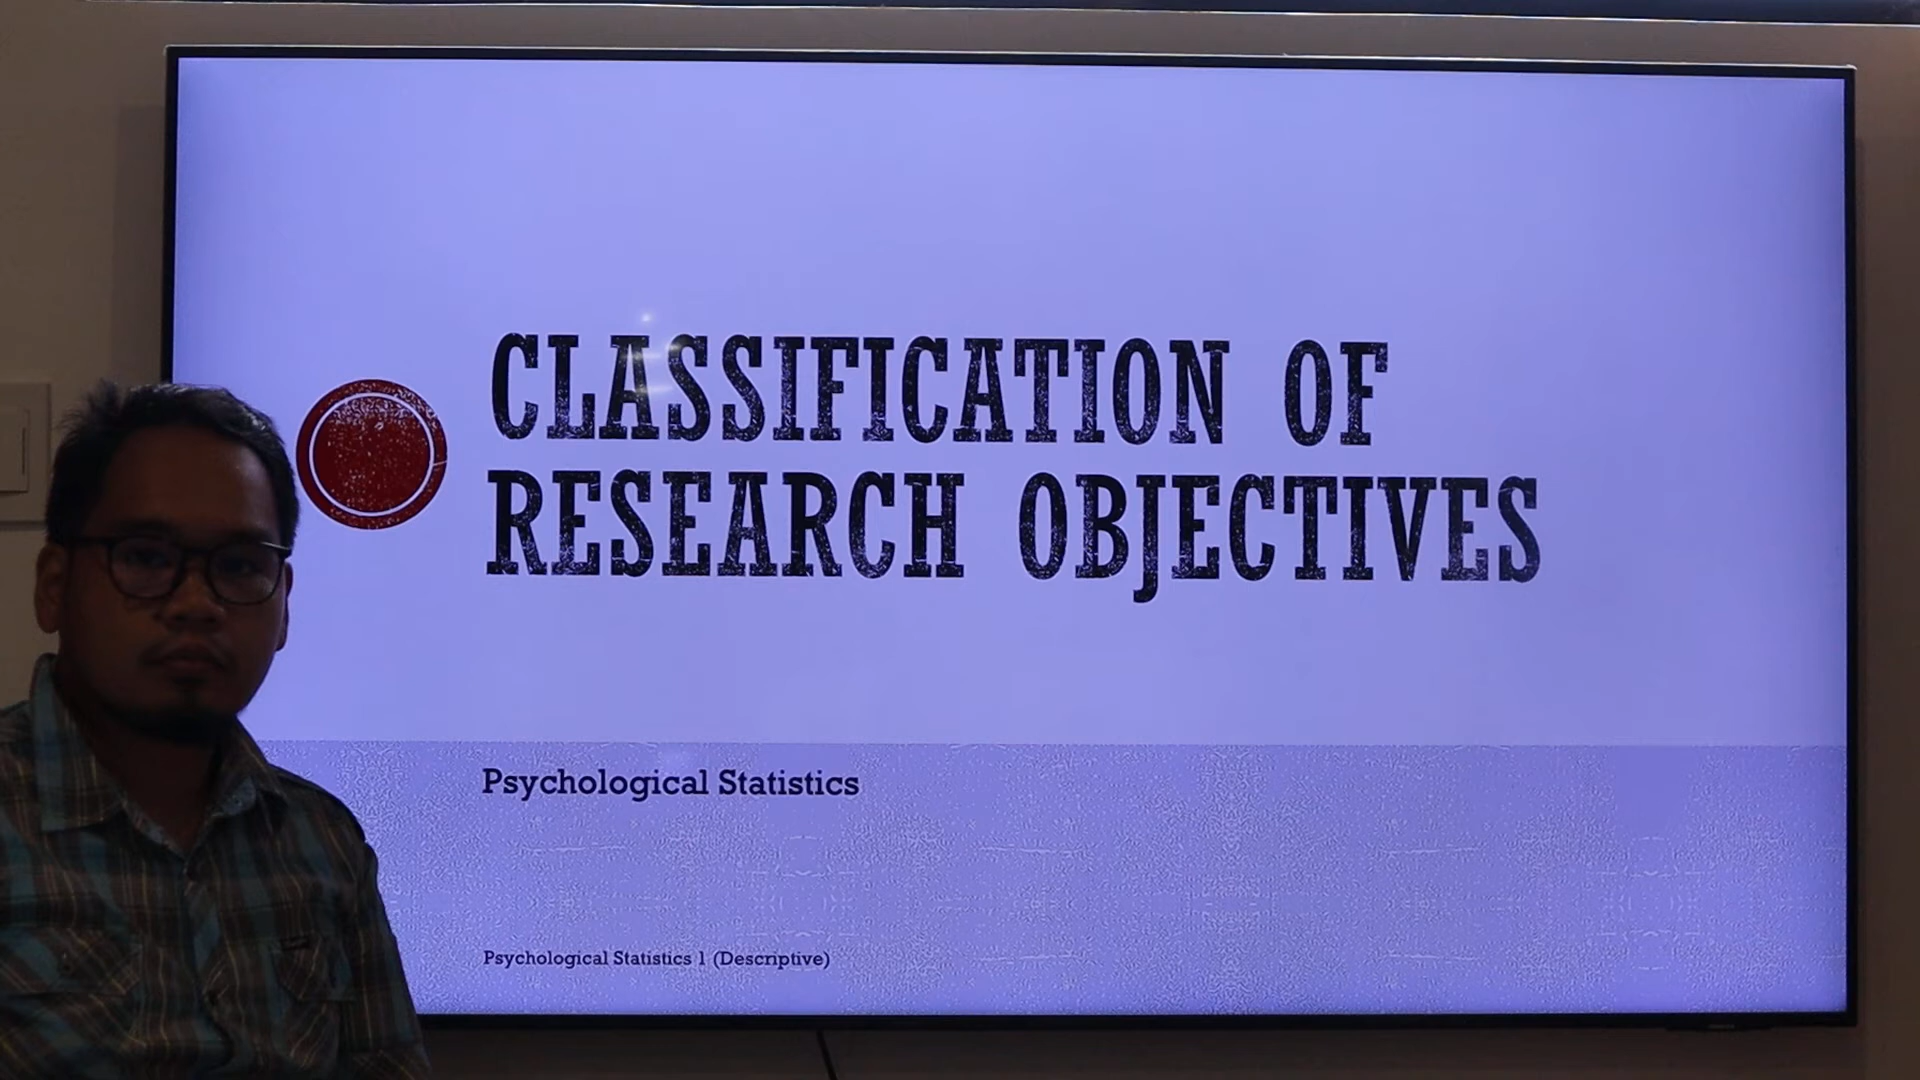 CLASSIFICATION OF
RESEARCH OBJECTIVES
Psychological Statistics
Psychological Statistics 1 (Descriptive)